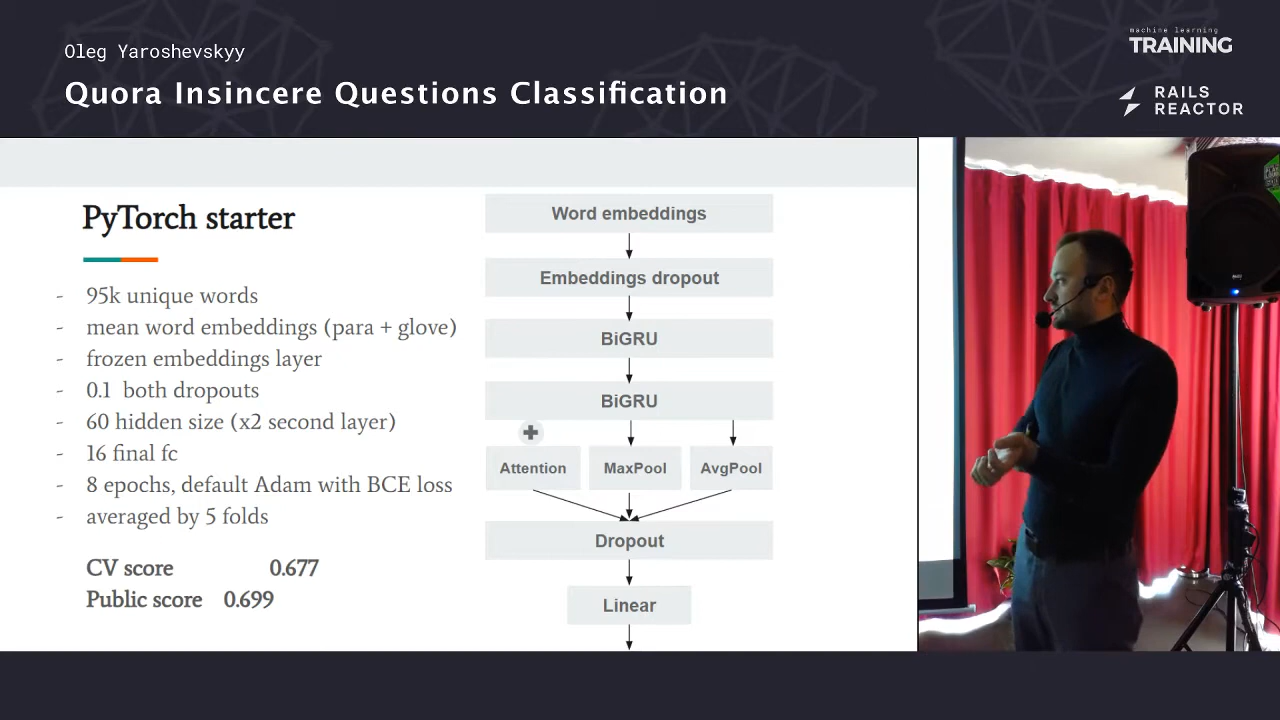 Oleg Yaroshevskyy
Quora Insincere Questions Classification
machine learning
TRAINING
RAILS
REACTOR
PyTorch starter
- 95k unique words
- mean word embeddings (para + glove)
- frozen embeddings layer
- 0.1 both dropouts
- 60 hidden size (x2 second layer)
- 16 final fc
- 8 epochs, default Adam with BCE loss
- averaged by 5 folds
CV score 0.677
Public score 0.699
Word embeddings
Embeddings dropout
BiGRU
BiGRU
Attention MaxPool AvgPool
Dropout
Linear